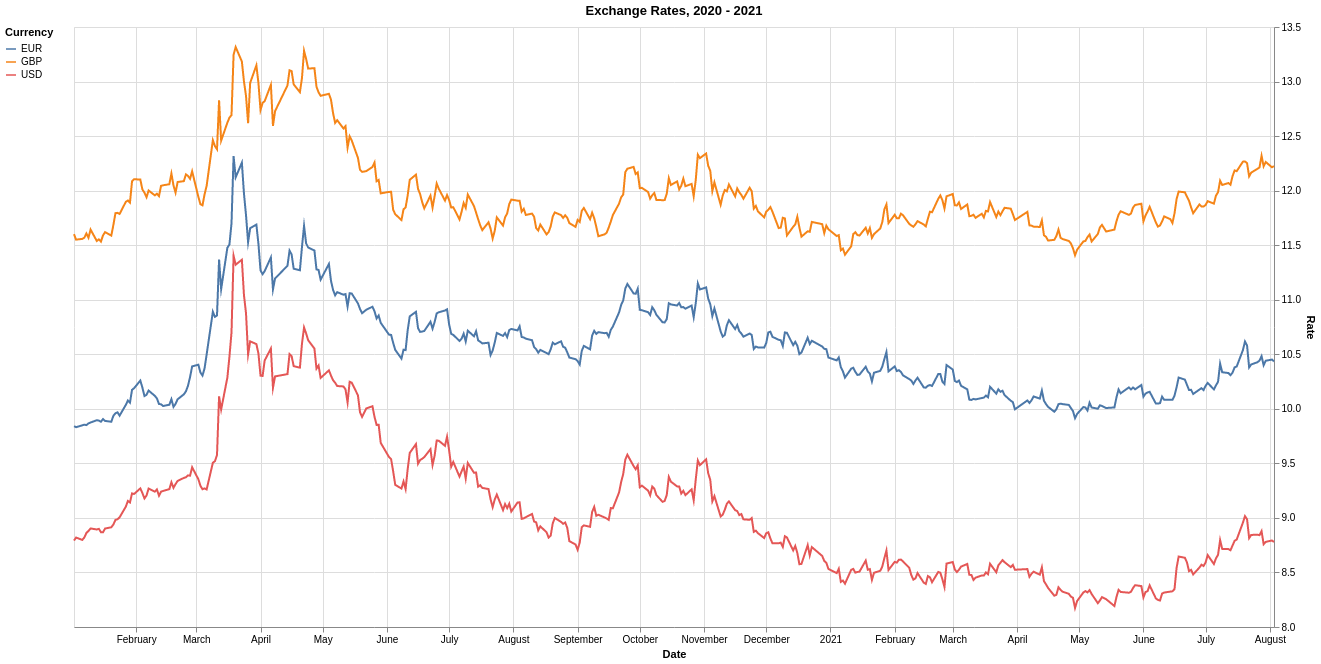 Exchange Rates, 2020 - 2021
Currency
EUR
GBP
USD
13.5
13.0
12.5
12.0
11.5
11.0
10.5
10.0
9.5
9.0
8.5
8.0
Rate
February March April May June July August September October November December 2021 February March April May June July August
Date